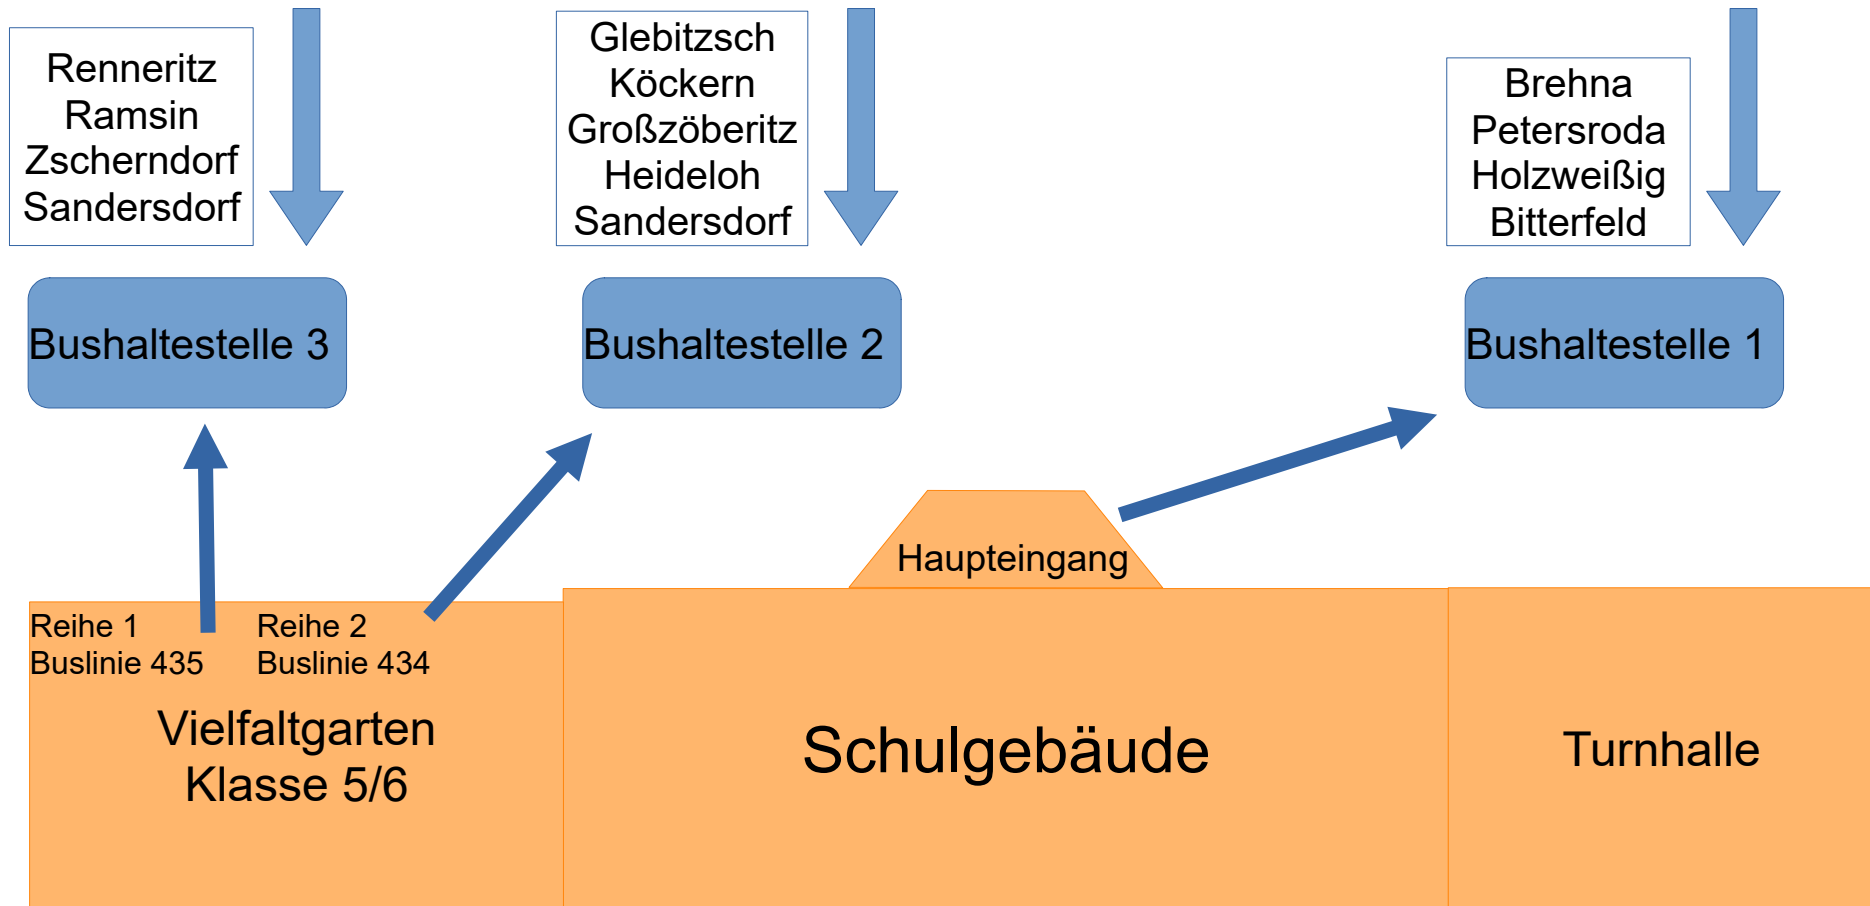 Renneritz
Ramsin
Zscherndorf
Sandersdorf
Glebitzsch
Köckern
Großzöberitz
Heideloh
Sandersdorf
Brehna
Petersroda
Holzweißig
Bitterfeld
Bushaltestelle 3
Bushaltestelle 2
Bushaltestelle 1
Haupteingang
Reihe 1
Buslinie 435
Reihe 2
Buslinie 434
Vielfaltgarten
Klasse 5/6
Schulgebäude
Turnhalle